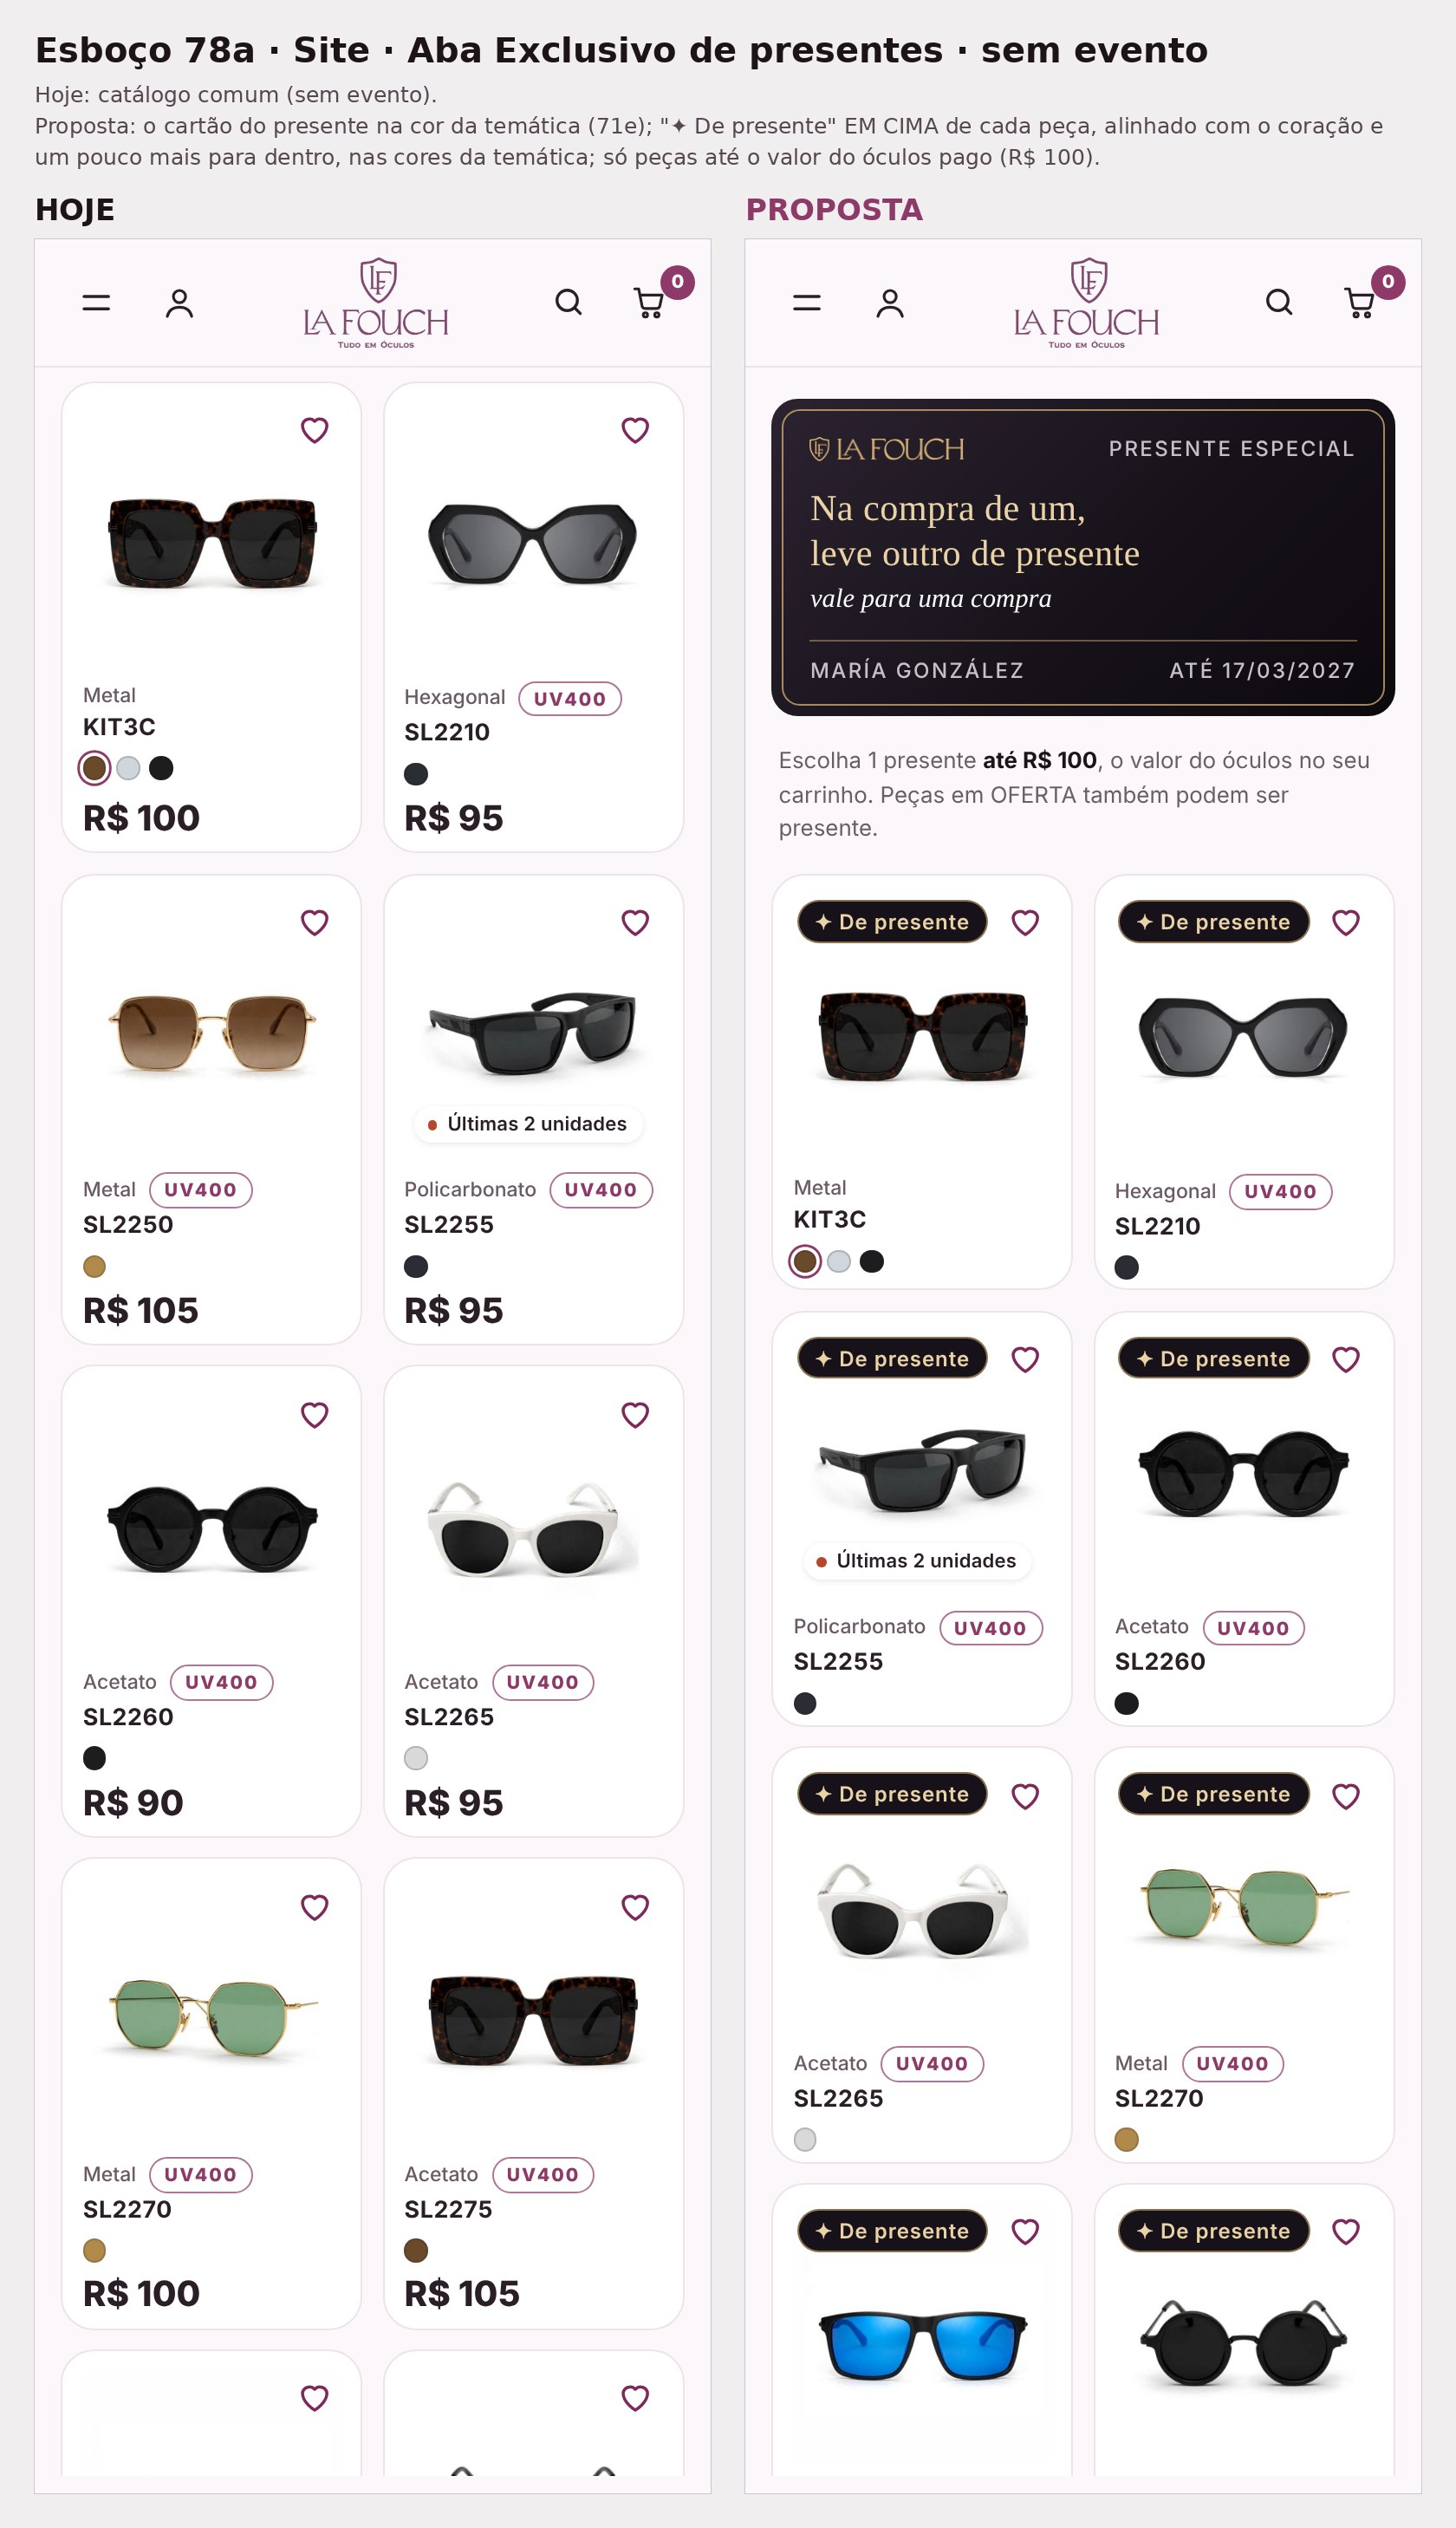 Esboço 78a · Site · Aba Exclusivo de presentes · sem evento
Hoje: catálogo comum (sem evento).
Proposta: o cartão do presente na cor da temática (71e); "✦ De presente" EM CIMA de cada peça, alinhado com o coração e
um pouco mais para dentro, nas cores da temática; só peças até o valor do óculos pago (R$ 100).
HOJE
LF
LA FOUCH
TUDO EM ÓCULOS
0
Metal
KIT3C
R$ 100
Hexagonal UV400
SL2210
R$ 95
Metal UV400
SL2250
R$ 105
Últimas 2 unidades
Policarbonato UV400
SL2255
R$ 95
Acetato UV400
SL2260
R$ 90
Acetato UV400
SL2265
R$ 95
Metal UV400
SL2270
R$ 100
Acetato UV400
SL2275
R$ 105
PROPOSTA
LF
LA FOUCH
TUDO EM ÓCULOS
0
LF LA FOUCH
PRESENTE ESPECIAL
Na compra de um,
leve outro de presente
vale para uma compra
MARÍA GONZÁLEZ
ATÉ 17/03/2027
Escolha 1 presente até R$ 100, o valor do óculos no seu
carrinho. Peças em OFERTA também podem ser
presente.
✦ De presente
Metal
KIT3C
✦ De presente
Hexagonal UV400
SL2210
✦ De presente
Últimas 2 unidades
Policarbonato UV400
SL2255
✦ De presente
Acetato UV400
SL2260
✦ De presente
Acetato UV400
SL2265
✦ De presente
Metal UV400
SL2270
✦ De presente
✦ De presente